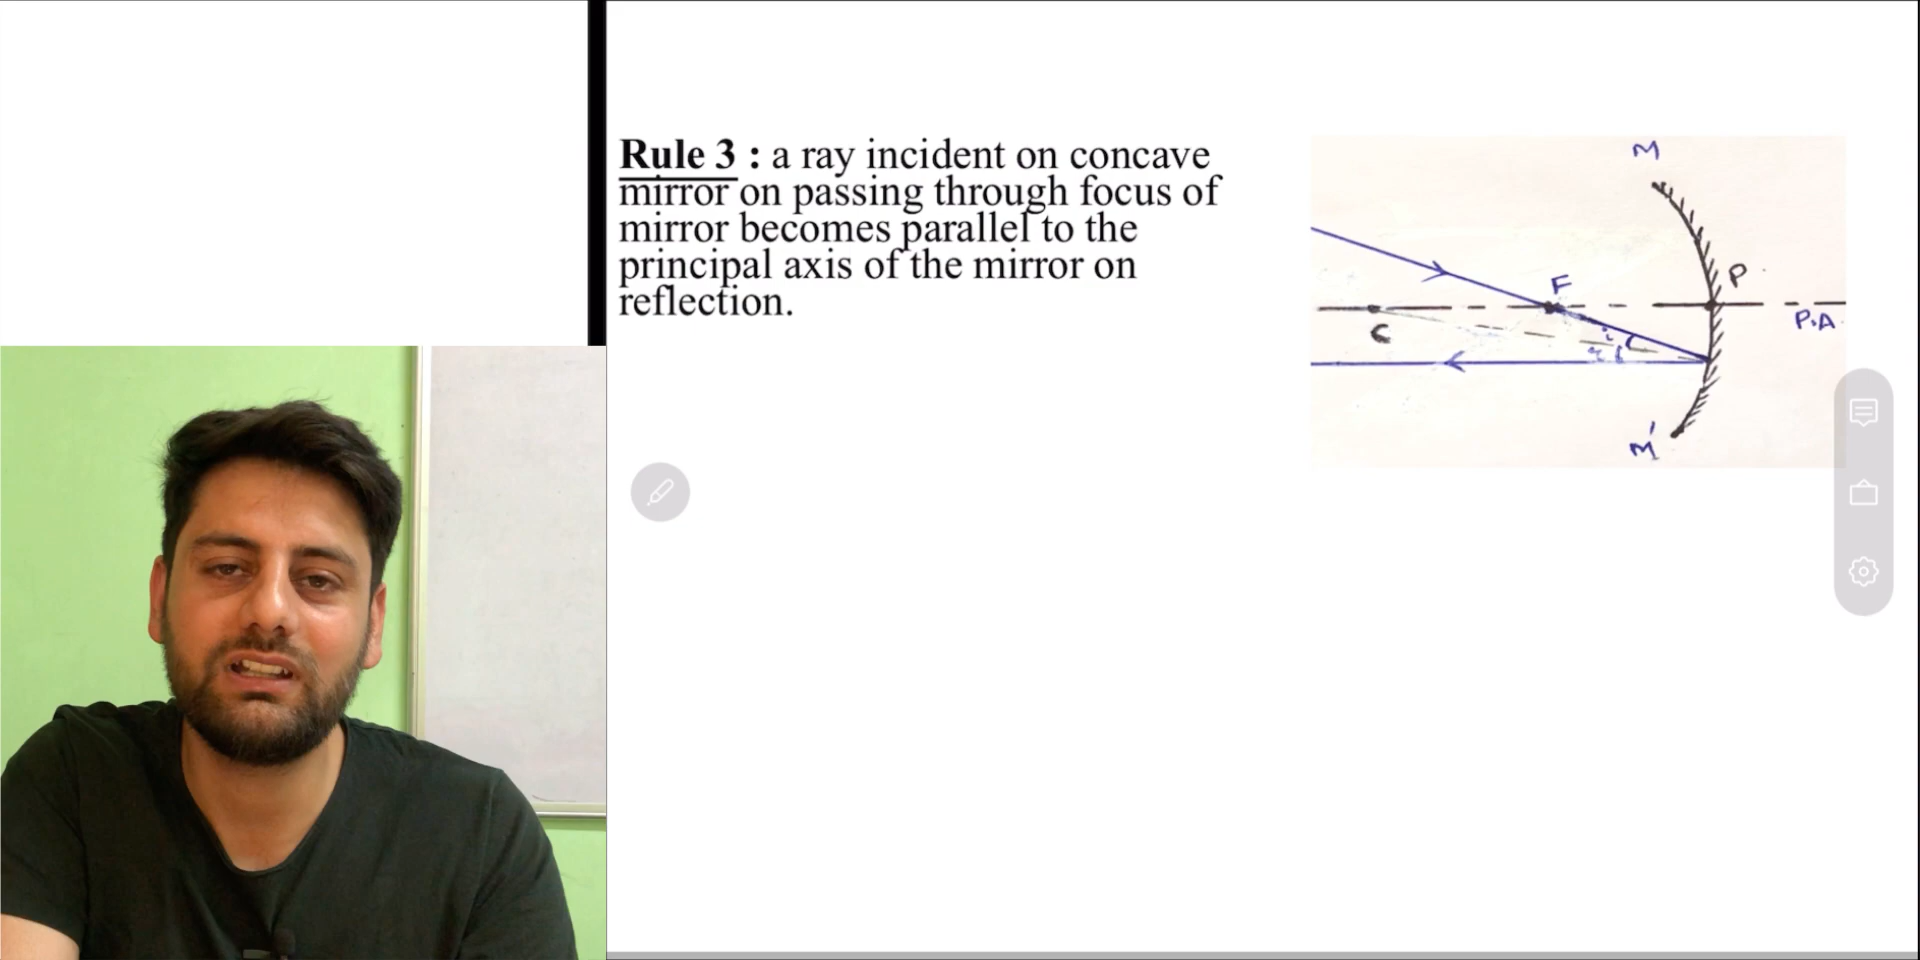 Rule 3 : a ray incident on concave
mirror on passing through focus of
mirror becomes parallel to the
principal axis of the mirror on
reflection.
M
P
F
P.A
C
i
r
M'